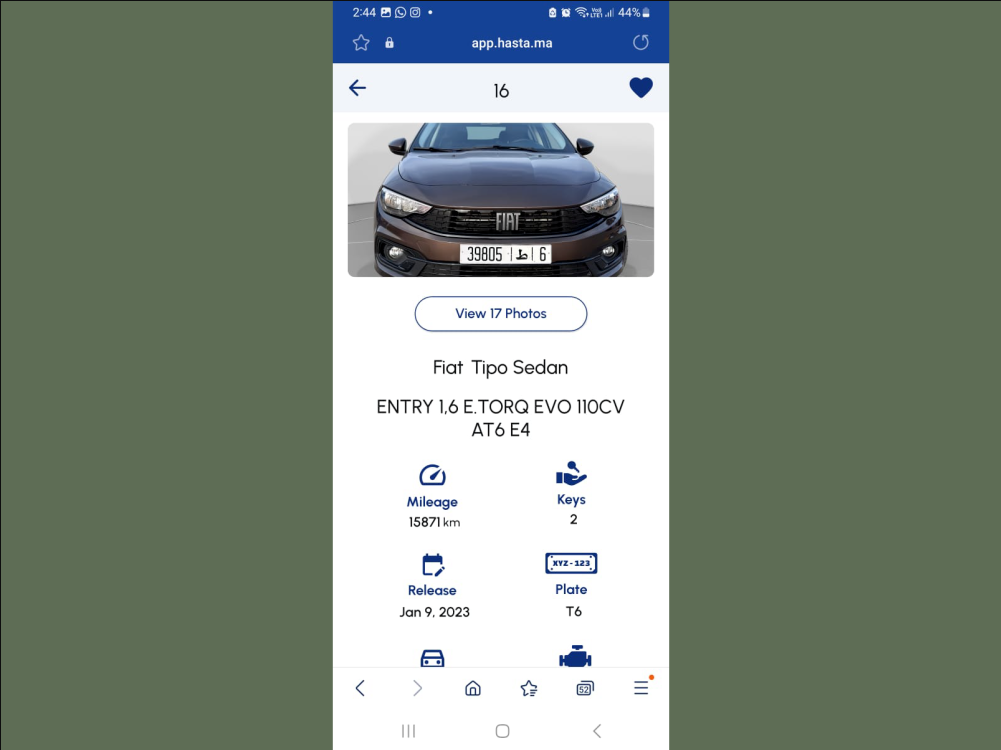 2:44 44%
app.hasta.ma
16
FIAT
39805 | ط | 6
View 17 Photos
Fiat Tipo Sedan
ENTRY 1,6 E.TORQ EVO 110CV
AT6 E4
Mileage
15871 km
Keys
2
XYZ - 123
Release
Jan 9, 2023
Plate
T6
52